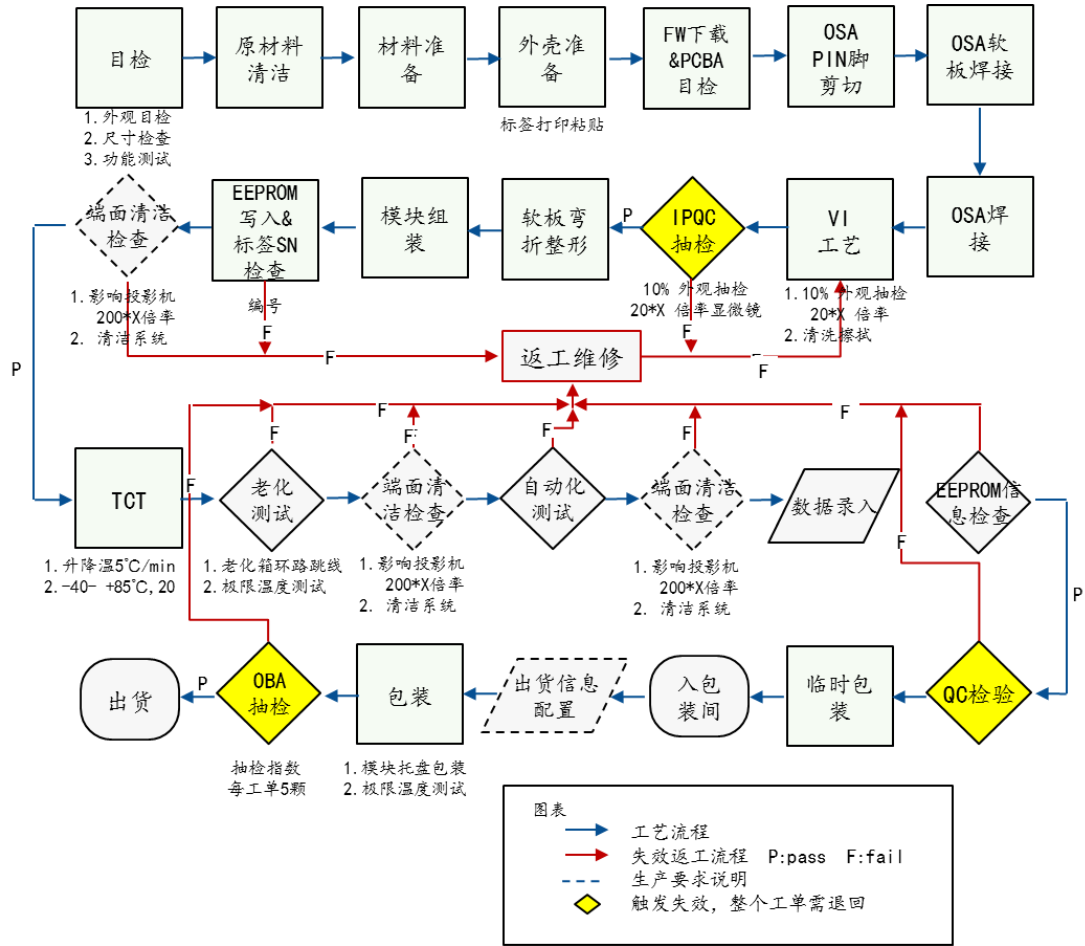 目检
原材料
清洁
材料准
备
外壳准
备
FW下载
&PCBA
目检
OSA
PIN脚
剪切
OSA软
板焊接
1.外观目检
2.尺寸检查
3.功能测试
标签打印粘贴
端面清洁
检查
EEPROM
写入&
标签SN
检查
模块组
装
软板弯
折整形
P
IPQC
抽检
VI
工艺
OSA焊
接
1.影响投影机
200*X倍率
2. 清洁系统
编号
10% 外观抽检
20*X 倍率显微镜
1.10% 外观抽检
20*X 倍率
2.清洗擦拭
F
F
F
返工维修
F
P
F
F
F
F
F
F
F
F
F
TCT
老化
测试
端面清
洁检查
自动化
测试
端面清洁
检查
数据录入
EEPROM信
息检查
F
1.升降温5℃/min
2.-40- +85℃,20
1.老化箱环路跳线
2.极限温度测试
1.影响投影机
200*X倍率
2. 清洁系统
1.影响投影机
200*X倍率
2. 清洁系统
P
出货
P
OBA
抽检
包装
出货信息
配置
入包
装间
临时包
装
QC检验
抽检指数
每工单5颗
1.模块托盘包装
2.极限温度测试
图表
工艺流程
失效返工流程 P:pass F:fail
生产要求说明
触发失效，整个工单需退回